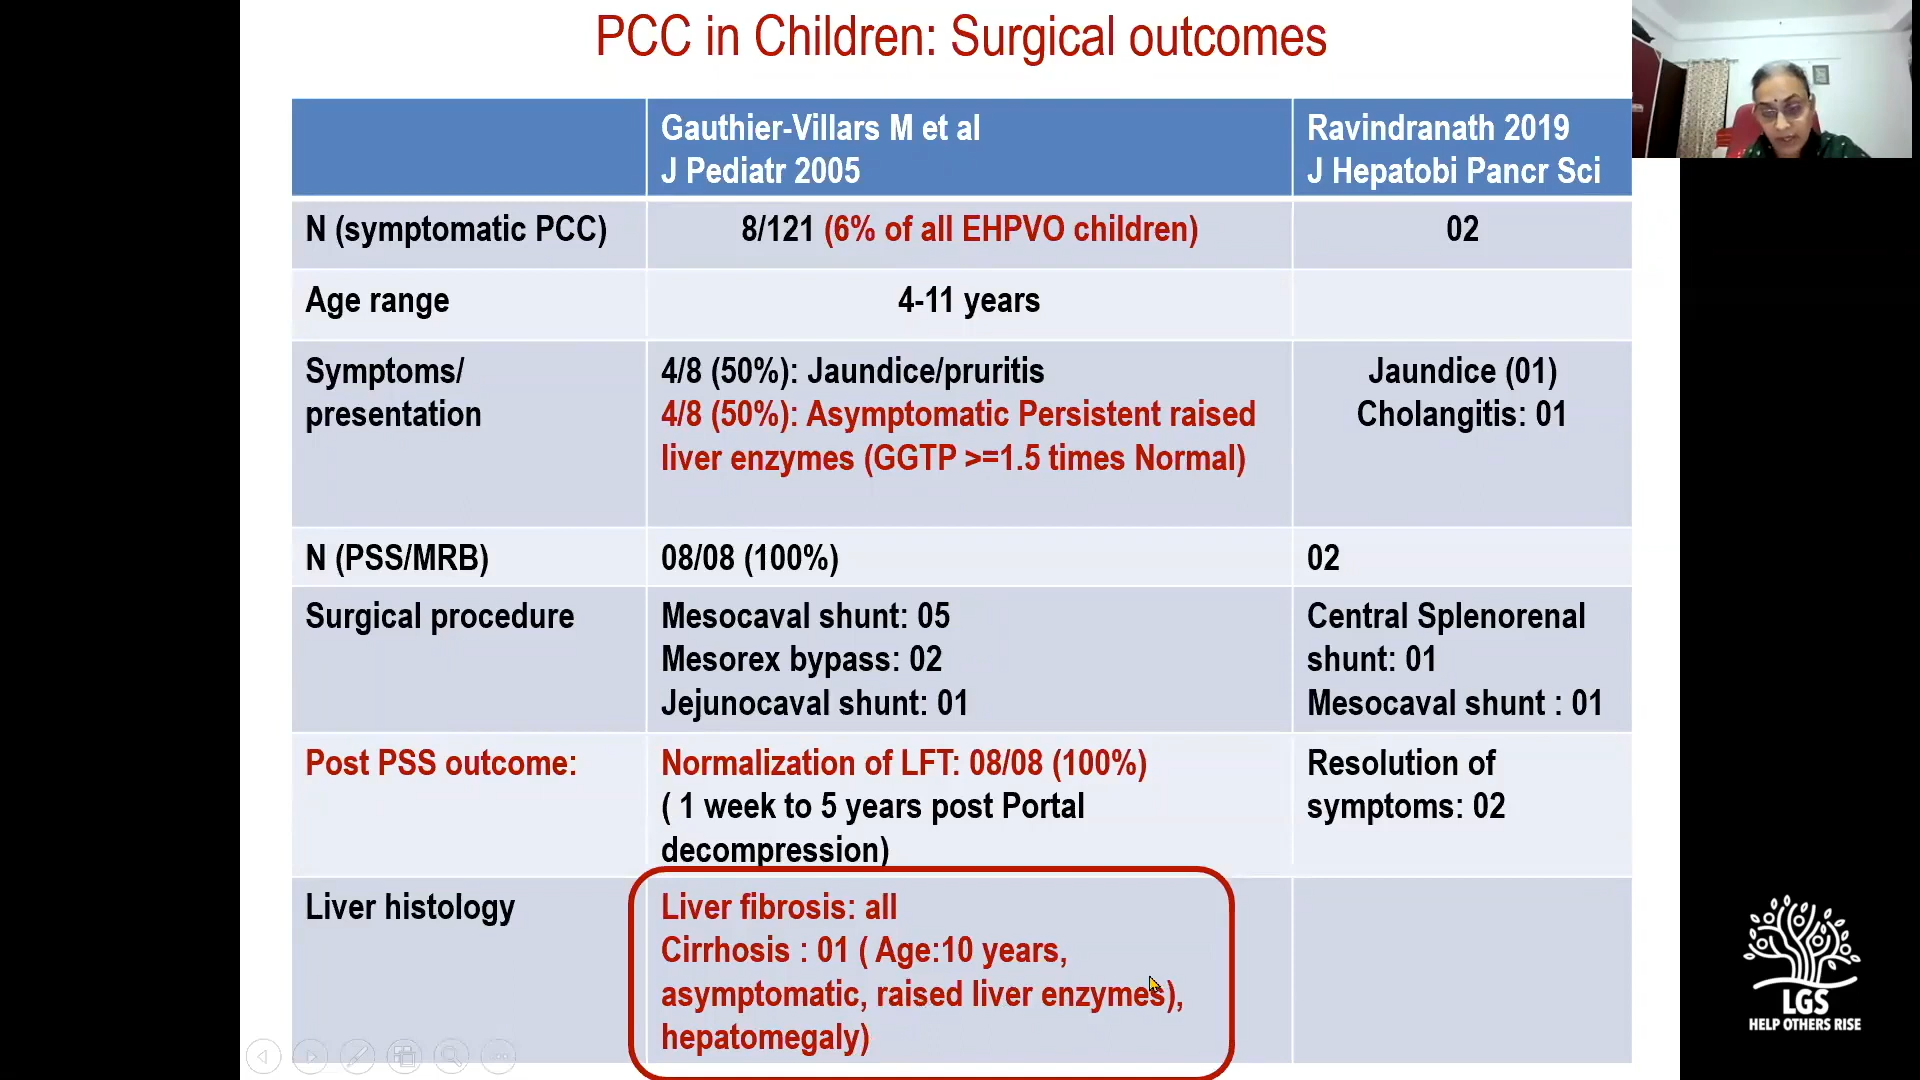 PCC in Children: Surgical outcomes
Gauthier-Villars M et al
J Pediatr 2005
Ravindranath 2019
J Hepatobi Pancr Sci
N (symptomatic PCC)
8/121 (6% of all EHPVO children)
02
Age range
4-11 years
Symptoms/
presentation
4/8 (50%): Jaundice/pruritis
4/8 (50%): Asymptomatic Persistent raised
liver enzymes (GGTP >=1.5 times Normal)
Jaundice (01)
Cholangitis: 01
N (PSS/MRB)
08/08 (100%)
02
Surgical procedure
Mesocaval shunt: 05
Mesorex bypass: 02
Jejunocaval shunt: 01
Central Splenorenal
shunt: 01
Mesocaval shunt : 01
Post PSS outcome:
Normalization of LFT: 08/08 (100%)
( 1 week to 5 years post Portal
decompression)
Resolution of
symptoms: 02
Liver histology
Liver fibrosis: all
Cirrhosis : 01 ( Age:10 years,
asymptomatic, raised liver enzymes),
hepatomegaly)
LGS
HELP OTHERS RISE